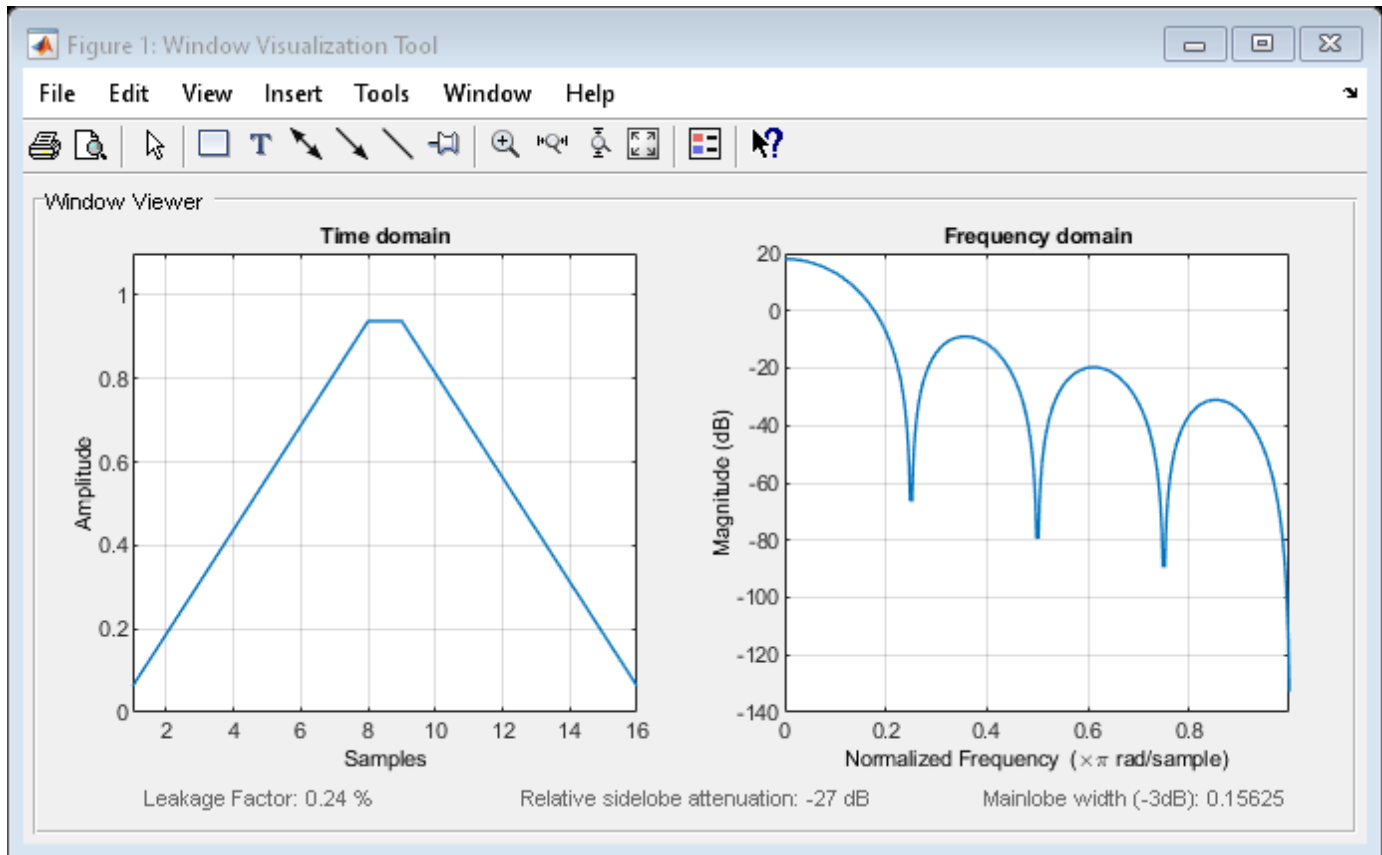 Figure 1: Window Visualization Tool
File Edit View Insert Tools Window Help
T
?
Window Viewer
Time domain
1
0.8
0.6
0.4
0.2
0
Amplitude
2 4 6 8 10 12 14 16
Samples
Frequency domain
20
0
-20
-40
-60
-80
-100
-120
-140
Magnitude (dB)
0 0.2 0.4 0.6 0.8
Normalized Frequency (×π rad/sample)
Leakage Factor: 0.24 % Relative sidelobe attenuation: -27 dB Mainlobe width (-3dB): 0.15625